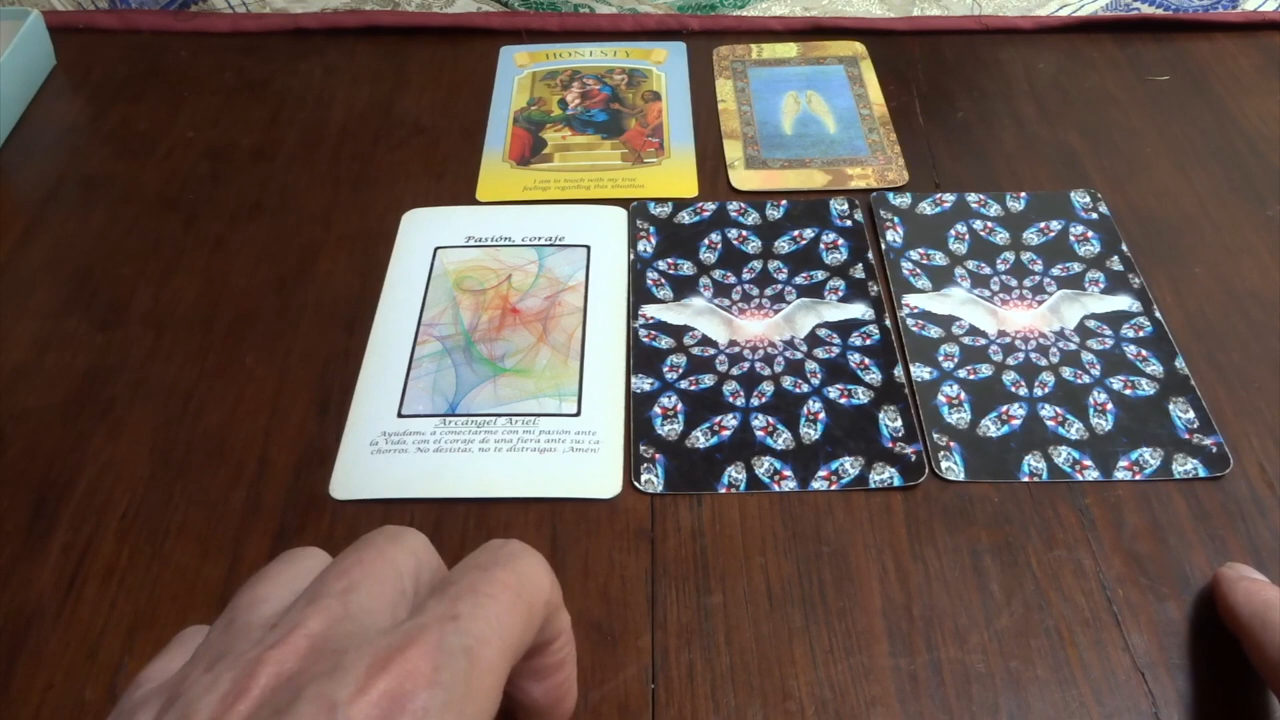 HONESTY
I am in touch with my true
feelings regarding this situation.
Pasión, coraje
Arcángel Ariel:
Ayúdame a conectarme con mi pasión ante
la Vida, con el coraje de una fiera ante sus ca-
chorros. No desistas, no te distraigas ¡Amén!